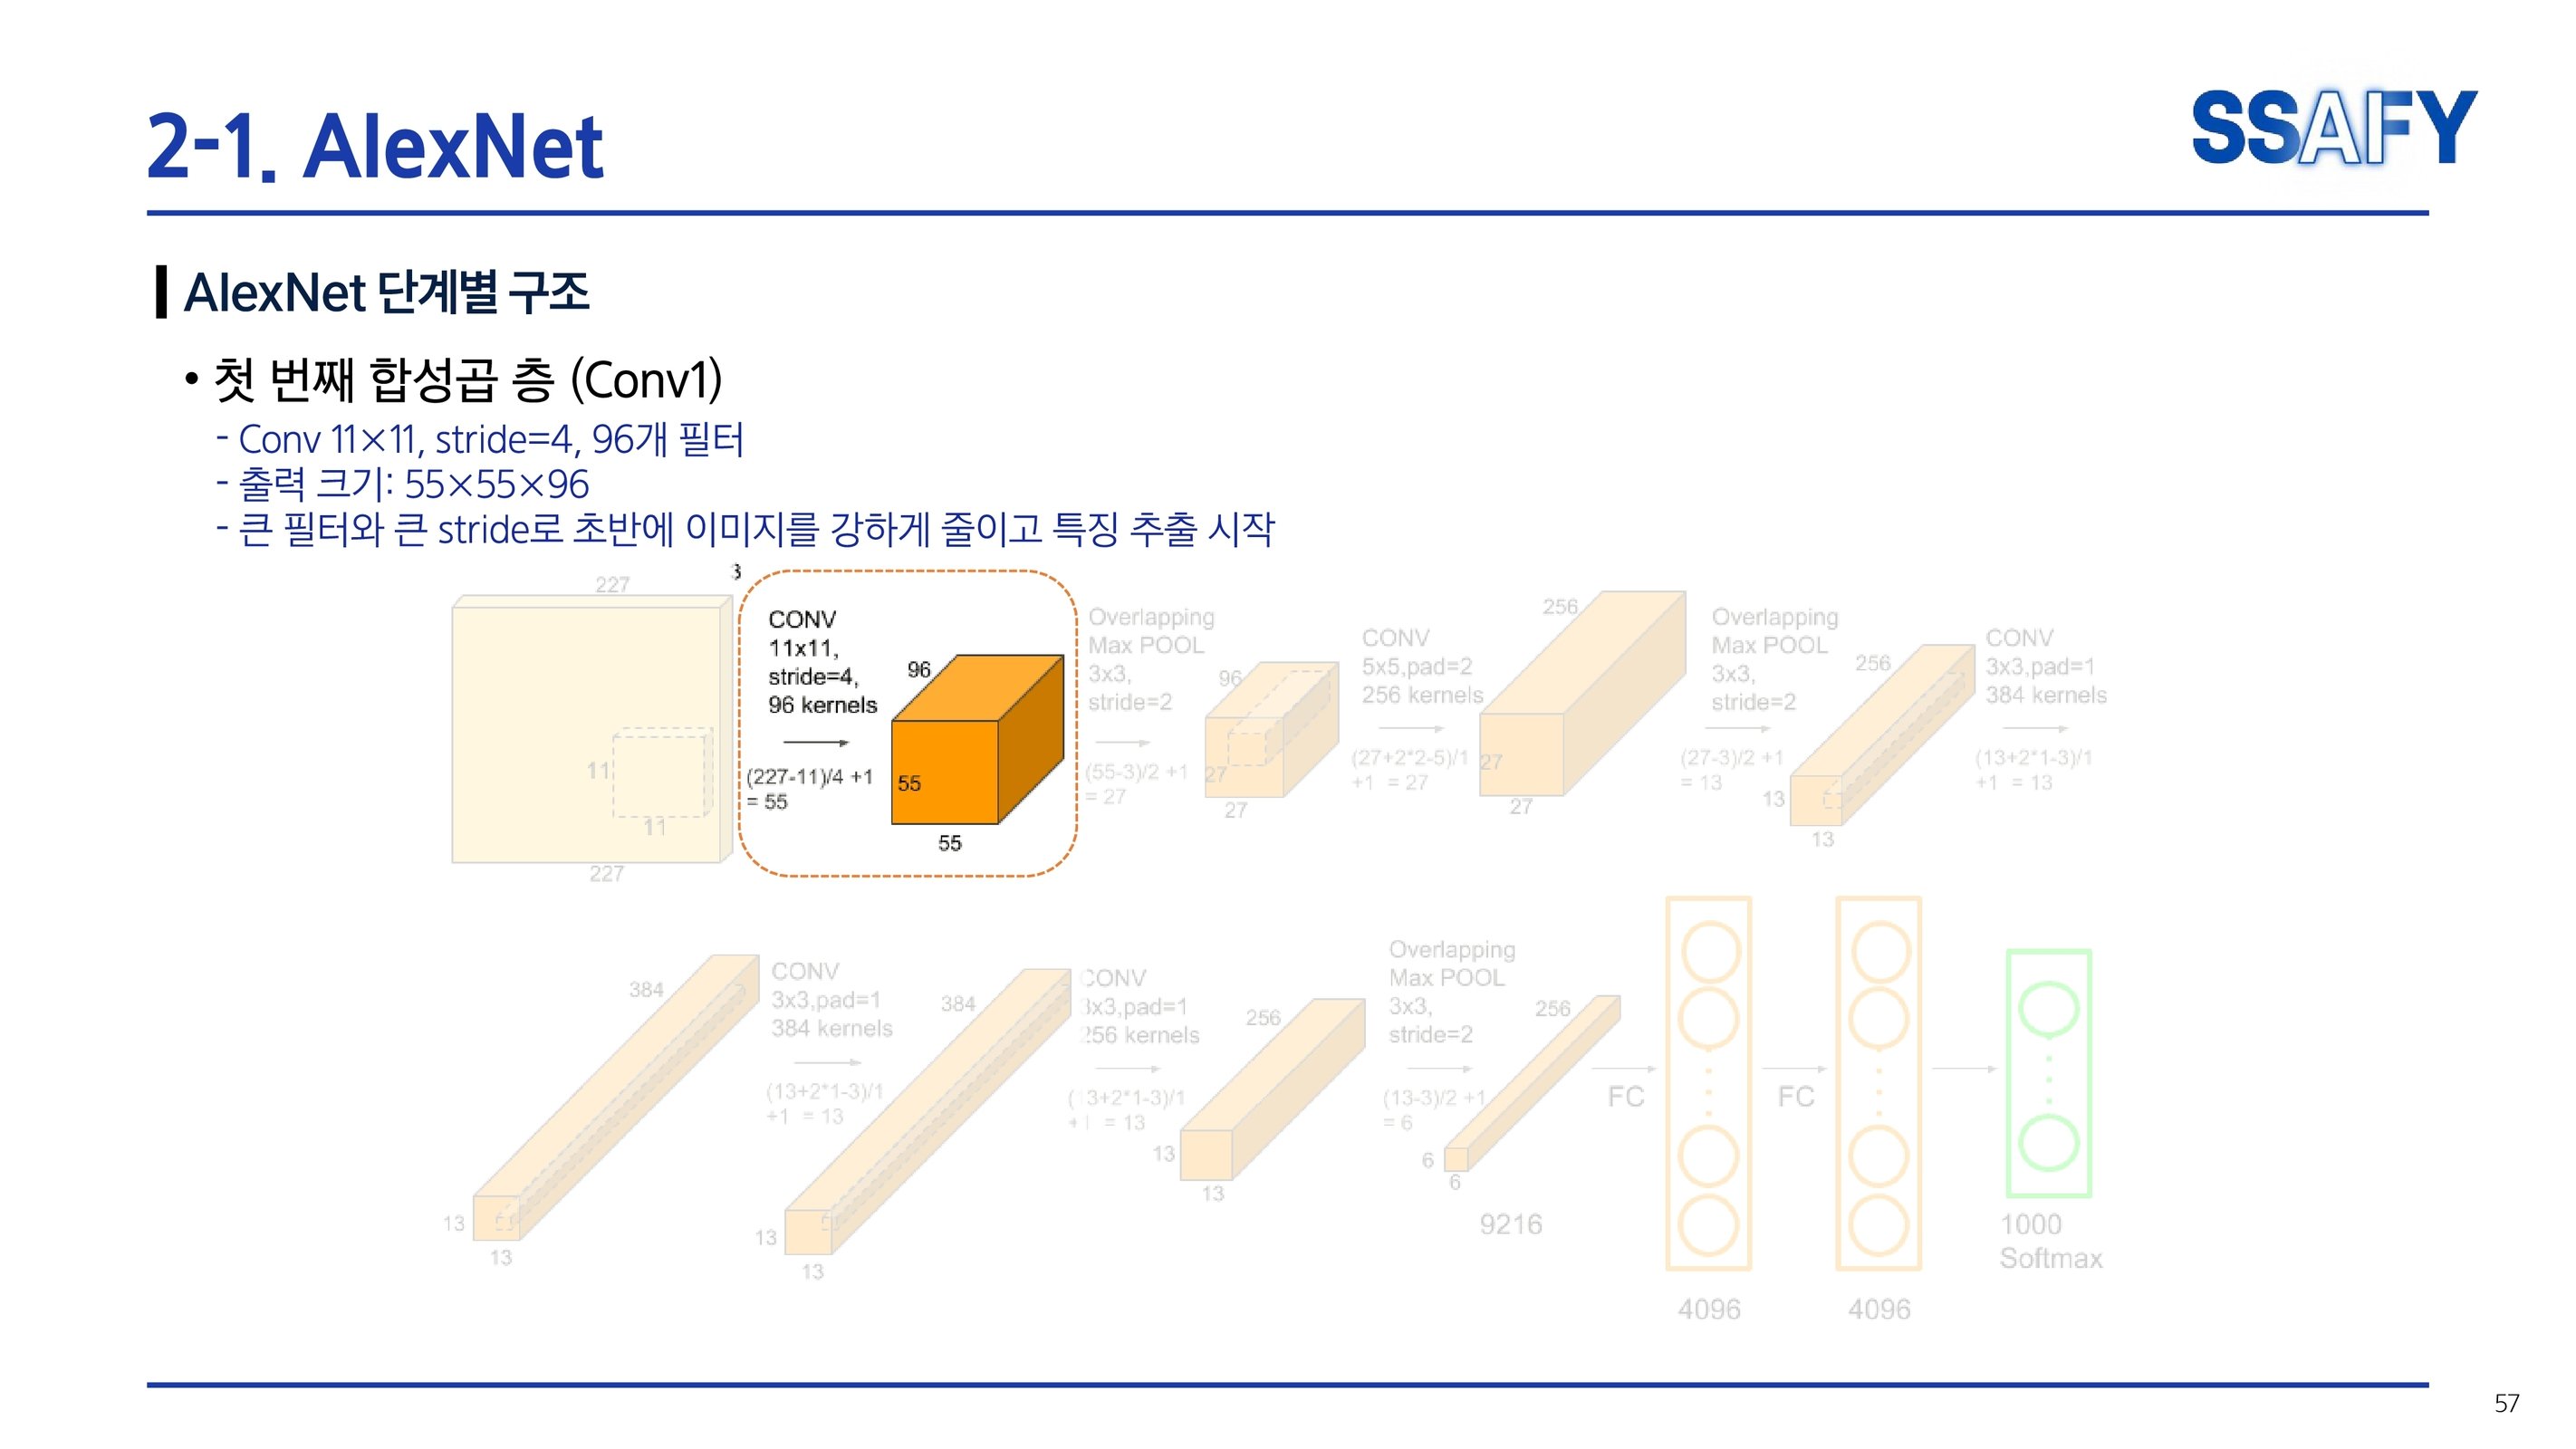 2-1. AlexNet
SSAFY
AlexNet 단계별 구조
• 첫 번째 합성곱 층 (Conv1)
- Conv 11×11, stride=4, 96개 필터
- 출력 크기: 55×55×96
- 큰 필터와 큰 stride로 초반에 이미지를 강하게 줄이고 특징 추출 시작
227
3
11
11
227
CONV
11x11,
stride=4,
96 kernels
(227-11)/4 +1
= 55
96
55
55
Overlapping
Max POOL
3x3,
stride=2
(55-3)/2 +1
= 27
96
27
27
CONV
5x5,pad=2
256 kernels
(27+2*2-5)/1
+1 = 27
256
27
27
Overlapping
Max POOL
3x3,
stride=2
(27-3)/2 +1
= 13
256
13
13
CONV
3x3,pad=1
384 kernels
(13+2*1-3)/1
+1 = 13
384
13
13
CONV
3x3,pad=1
384 kernels
(13+2*1-3)/1
+1 = 13
384
13
13
CONV
3x3,pad=1
256 kernels
(13+2*1-3)/1
+1 = 13
256
13
13
Overlapping
Max POOL
3x3,
stride=2
(13-3)/2 +1
= 6
256
6
6
9216
FC
4096
FC
4096
1000
Softmax
57